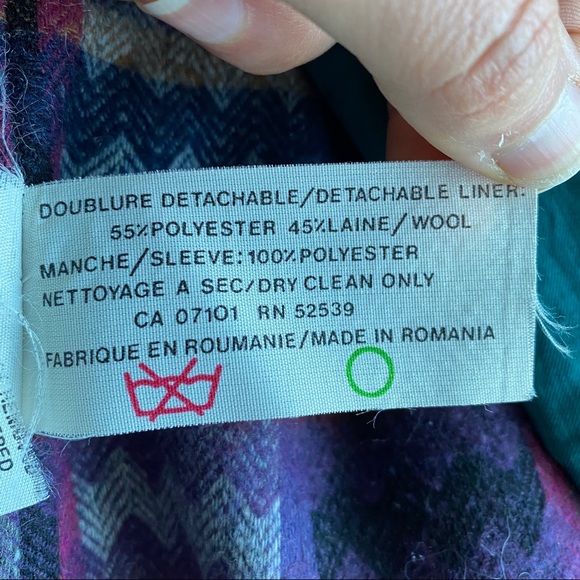 DOUBLURE DETACHABLE/DETACHABLE LINER:
55%POLYESTER 45%LAINE/WOOL
MANCHE/SLEEVE:100%POLYESTER
NETTOYAGE A SEC/DRY CLEAN ONLY
CA 07101 RN 52539
FABRIQUE EN ROUMANIE/MADE IN ROMANIA